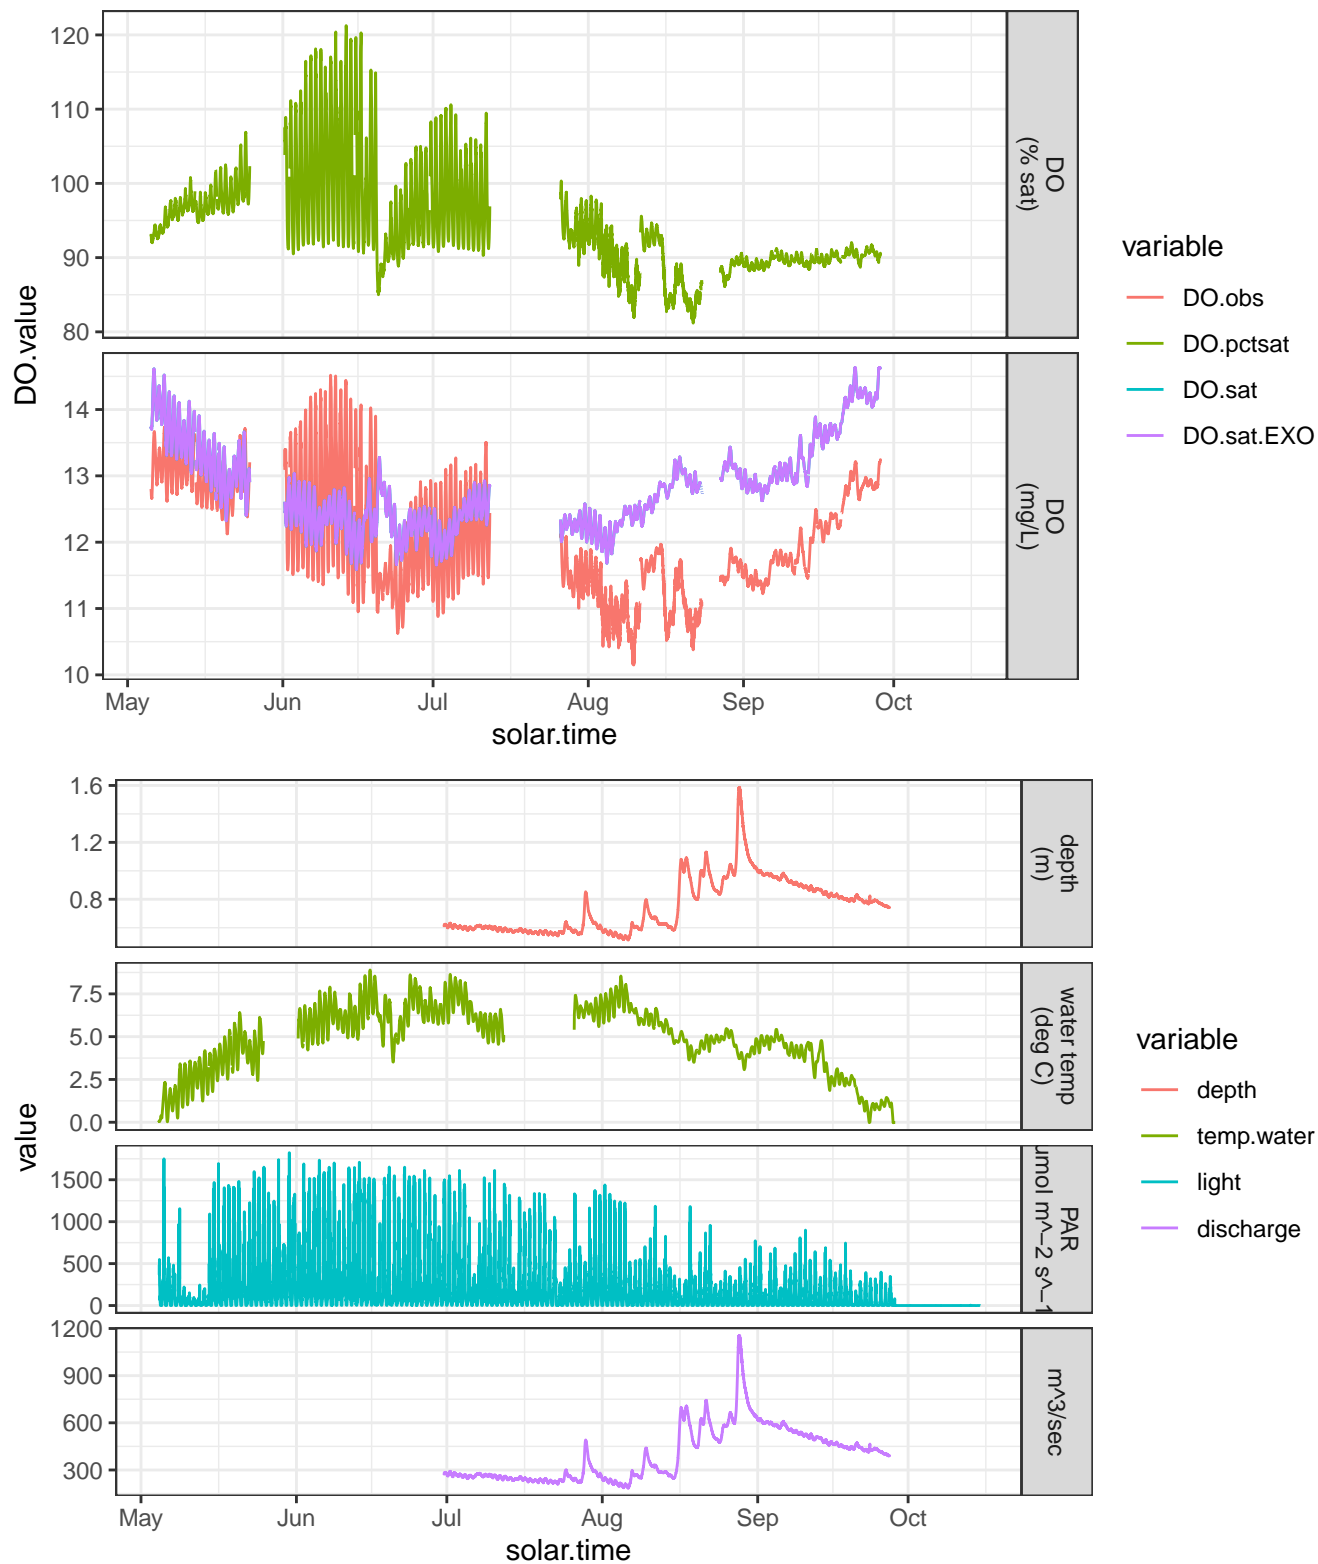 120
110
100
90
80
DO
(% sat)
14
13
12
11
10
DO
(mg/L)
DO.value
May Jun Jul Aug Sep Oct
solar.time
variable
DO.obs
DO.pctsat
DO.sat
DO.sat.EXO
1.6
1.2
0.8
depth
(m)
7.5
5.0
2.5
0.0
water temp
(deg C)
1500
1000
500
0
PAR
umol m^-2 s^-1
1200
900
600
300
m^3/sec
value
May Jun Jul Aug Sep Oct
solar.time
variable
depth
temp.water
light
discharge